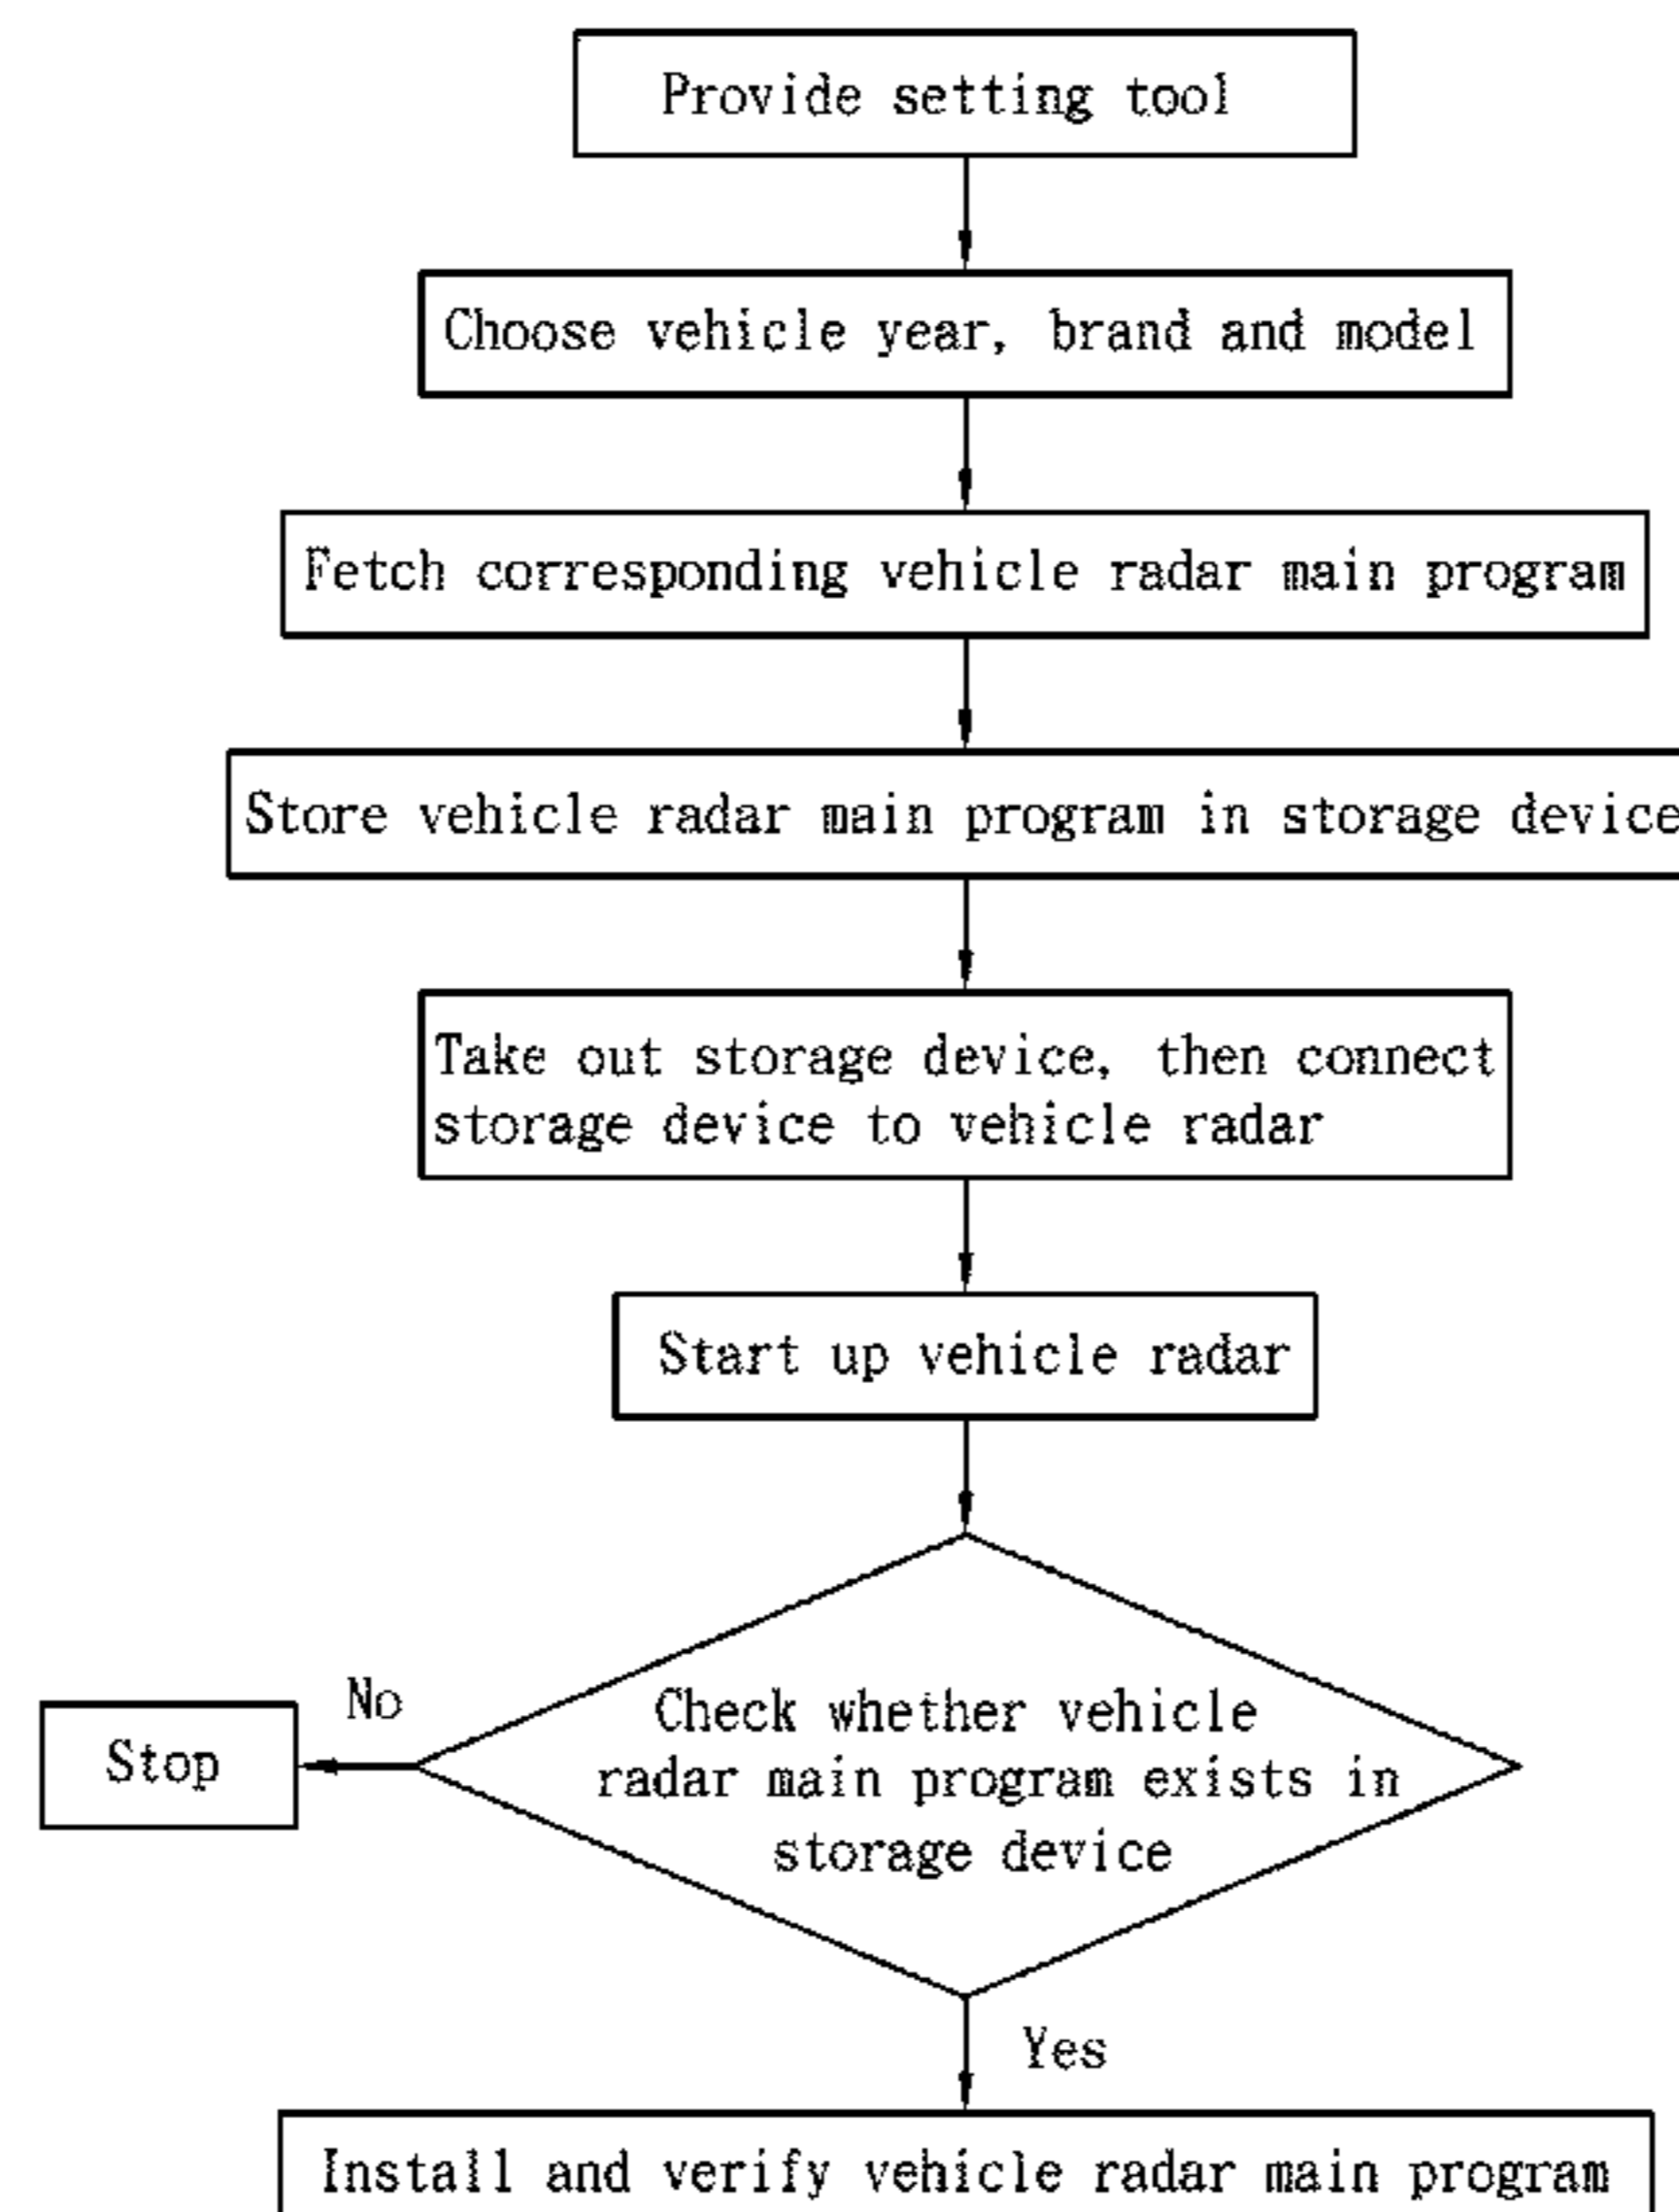 Provide setting tool
Choose vehicle year, brand and model
Fetch corresponding vehicle radar main program
Store vehicle radar main program in storage device
Take out storage device, then connect
storage device to vehicle radar
Start up vehicle radar
Check whether vehicle
radar main program exists in
storage device
No
Stop
Yes
Install and verify vehicle radar main program